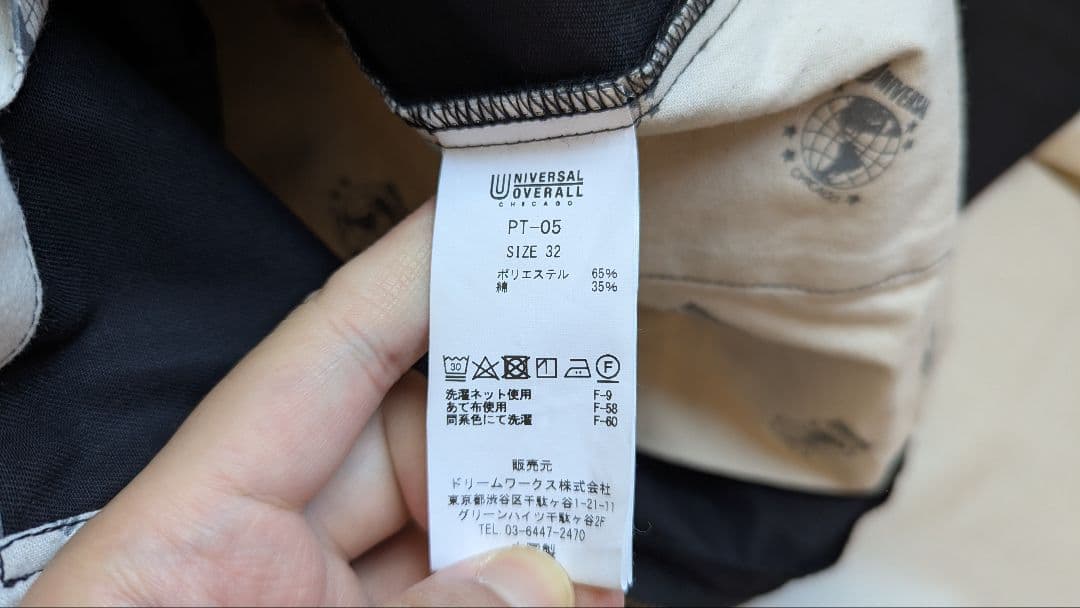 UNIVERSAL
OVERALL
CHICAGO
PT-05
SIZE 32
ポリエステル 65%
綿 35%
30
F
洗濯ネット使用 F-9
あて布使用 F-58
同系色にて洗濯 F-60
販売元
ドリームワークス株式会社
東京都渋谷区千駄ヶ谷1-21-11
グリーンハイツ千駄ヶ谷2F
TEL. 03-6447-2470
UNIVERSAL
CHICAGO